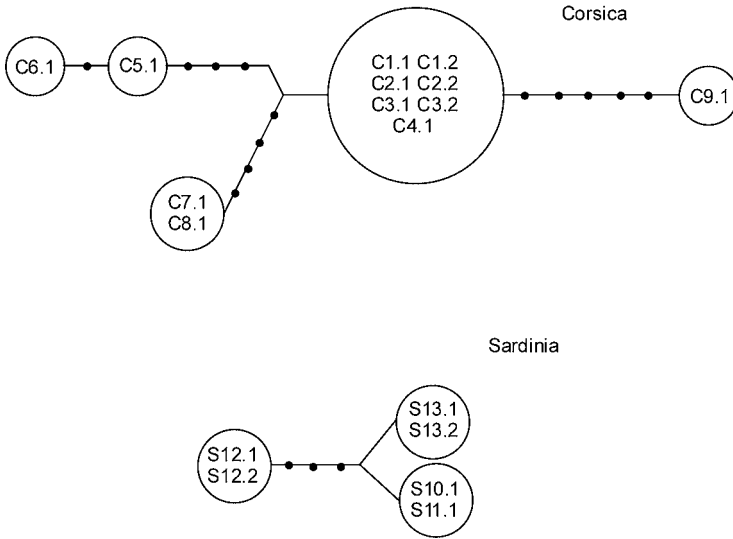 Corsica
C6.1
C5.1
C1.1 C1.2
C2.1 C2.2
C3.1 C3.2
C4.1
C9.1
C7.1
C8.1
Sardinia
S13.1
S13.2
S12.1
S12.2
S10.1
S11.1